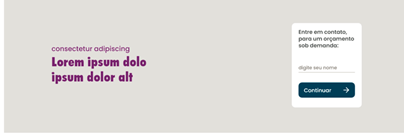 consectetur adipiscing
Lorem ipsum dolo
ipsum dolor alt
Entre em contato,
para um orçamento
sob demanda:
digite seu nome
Continuar